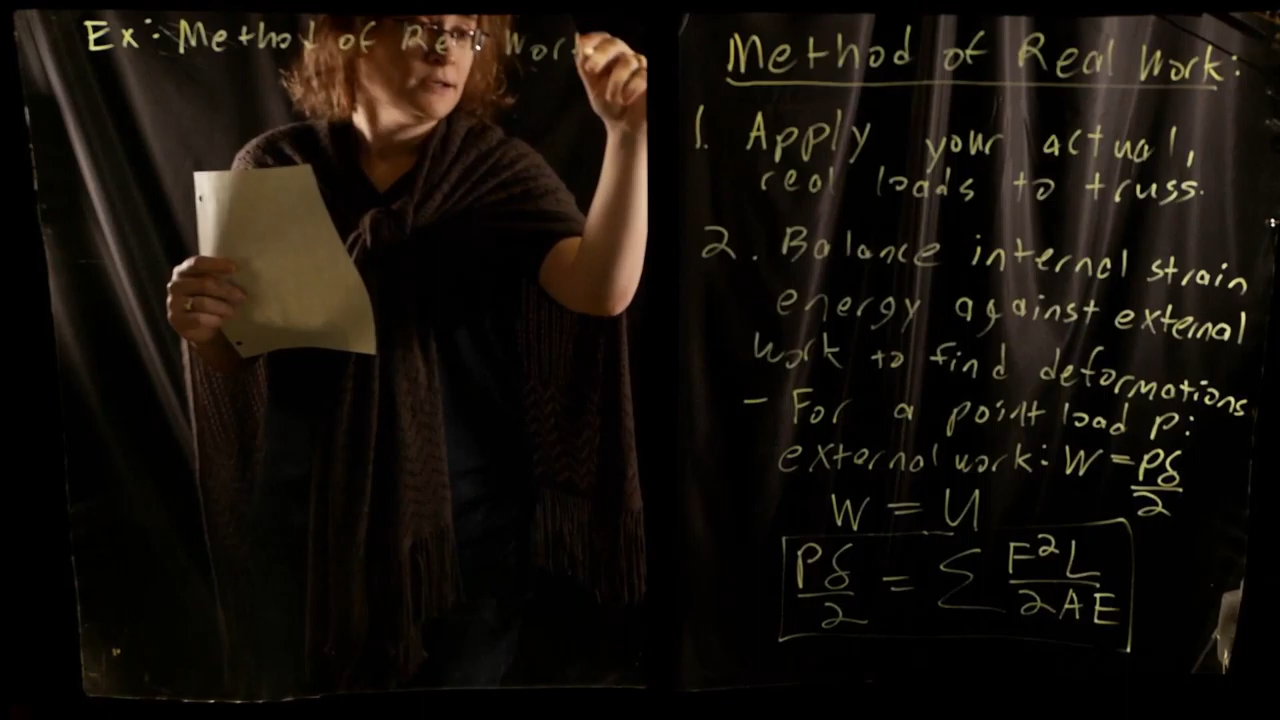 Ex: Method of Real Work
Method of Real Work:
1. Apply your actual,
real loads to truss.
2. Balance internal strain
energy against external
work to find deformations
- For a point load P:
external work: W = Pδ/2
W = U
Pδ/2 = Σ F²L/2AE